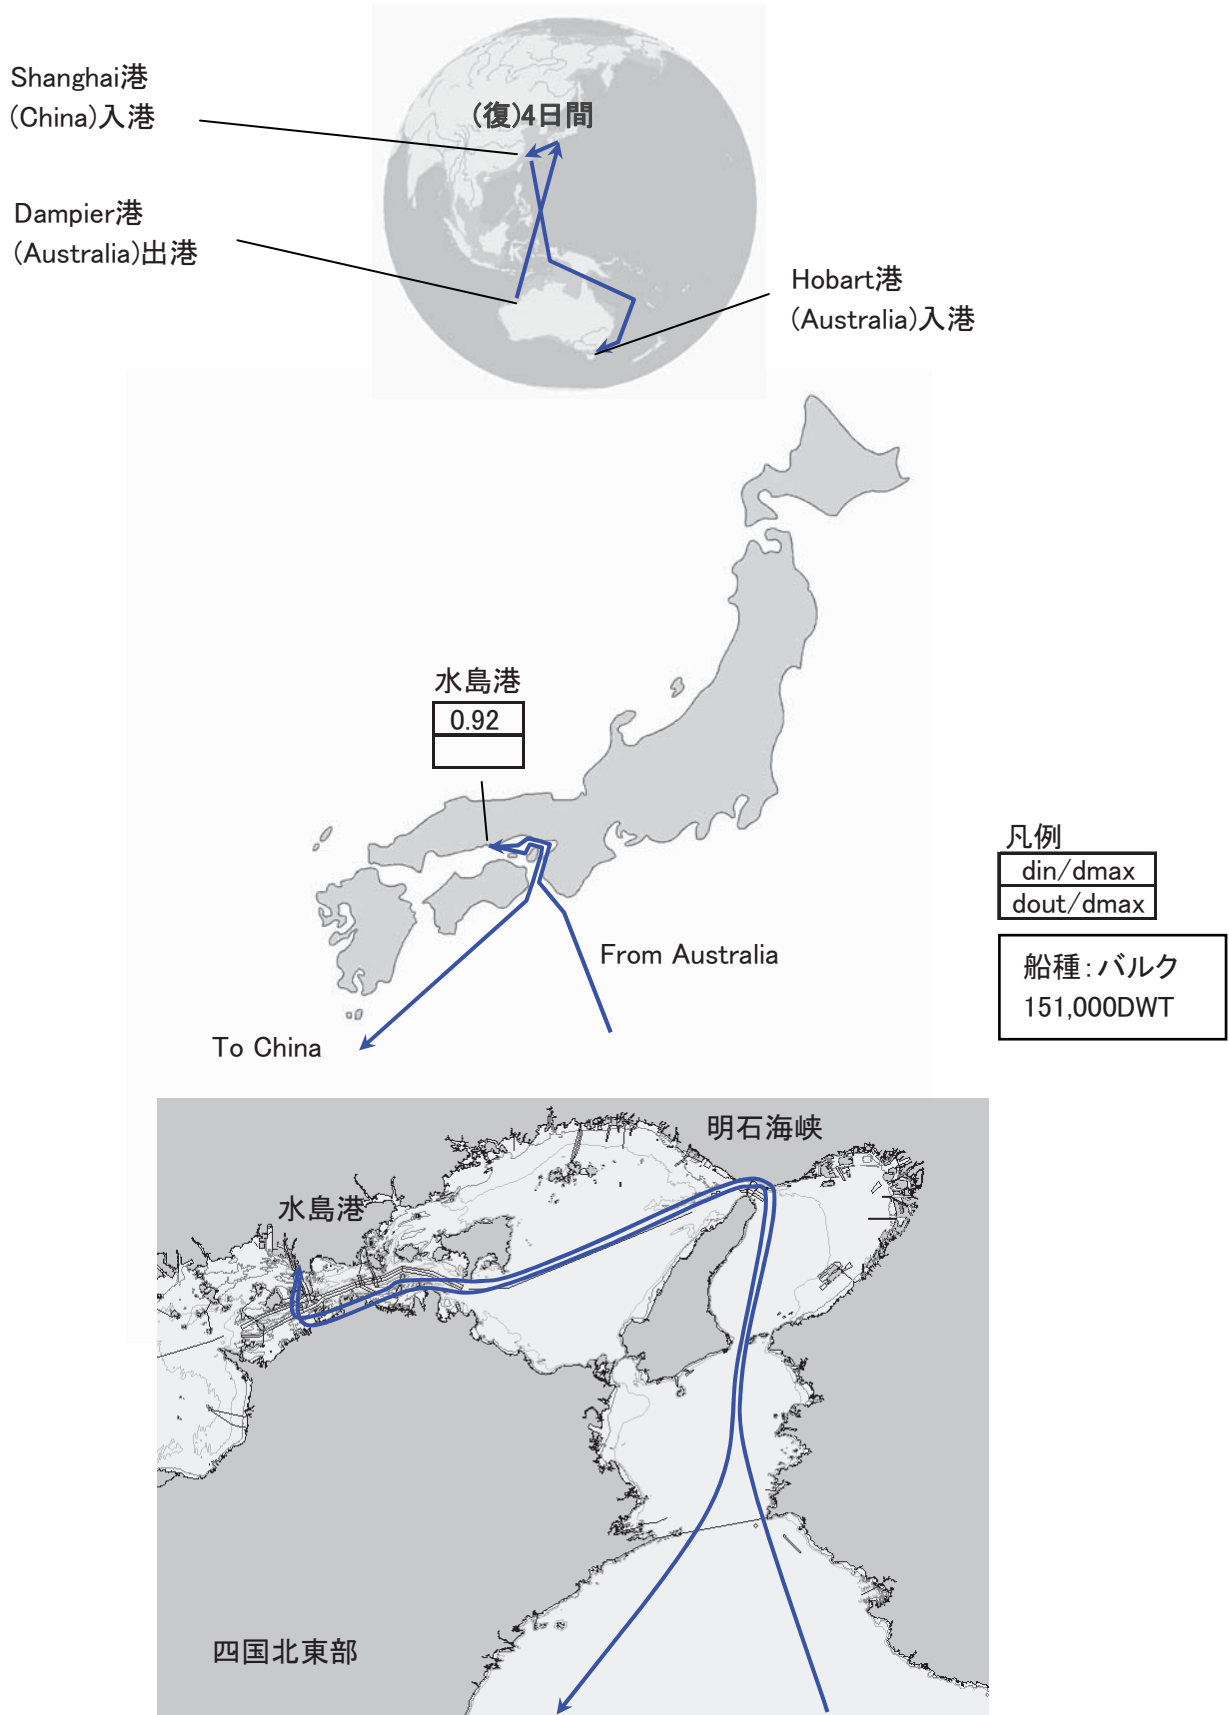 Shanghai港
(China)入港
(復)4日間
Dampier港
(Australia)出港
Hobart港
(Australia)入港
水島港
0.92
凡例
din/dmax
dout/dmax
From Australia
船種:バルク
151,000DWT
To China
明石海峡
水島港
四国北東部